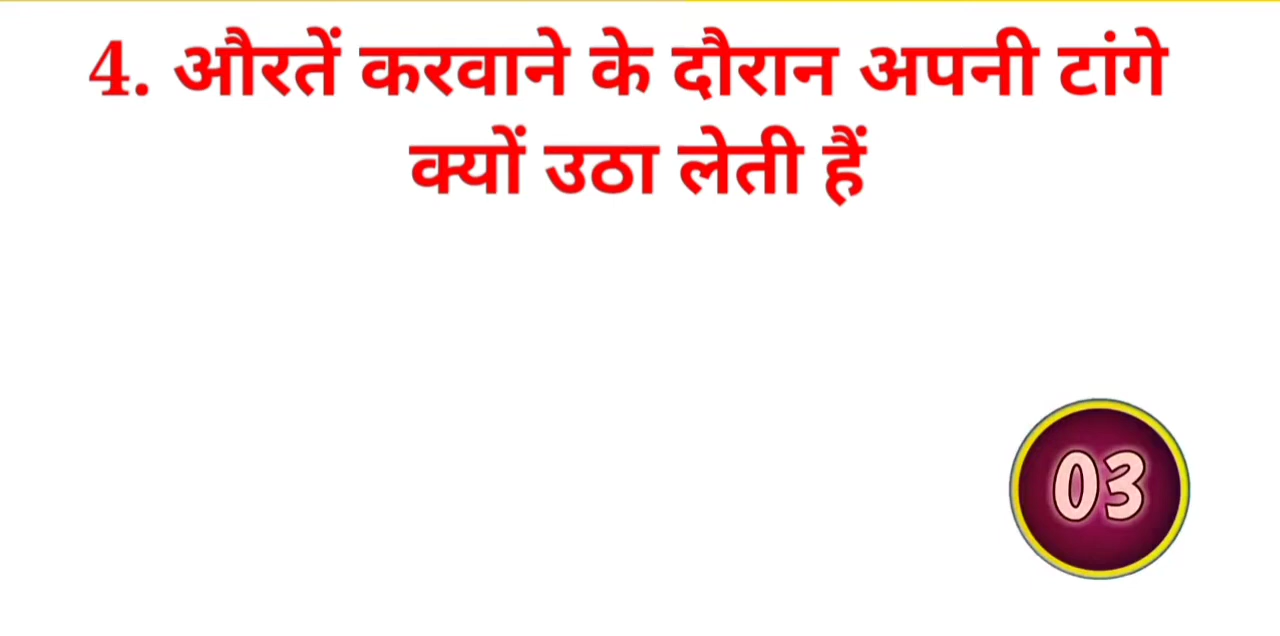 4. औरतें करवाने के दौरान अपनी टांगे
क्यों उठा लेती हैं
03